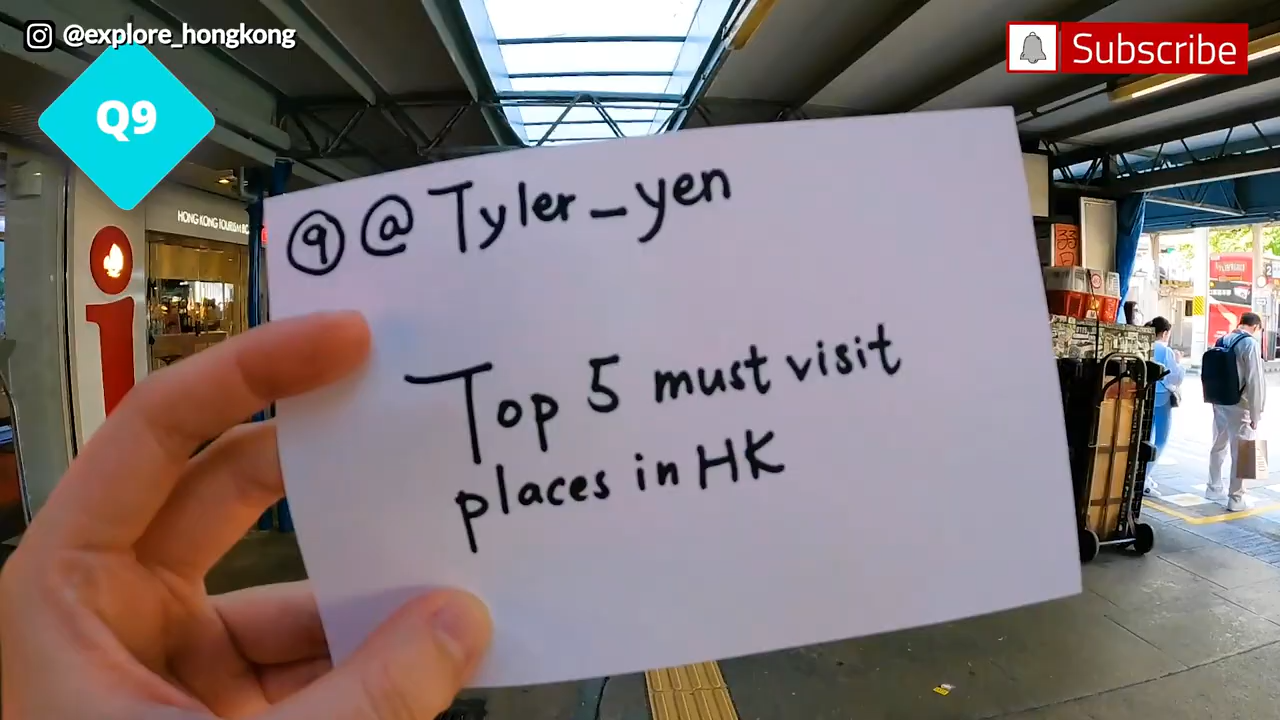 @explore_hongkong
Subscribe
Q9
HONG KONG TOURISM BO
i
9 @Tyler_yen
Top 5 must visit
places in HK